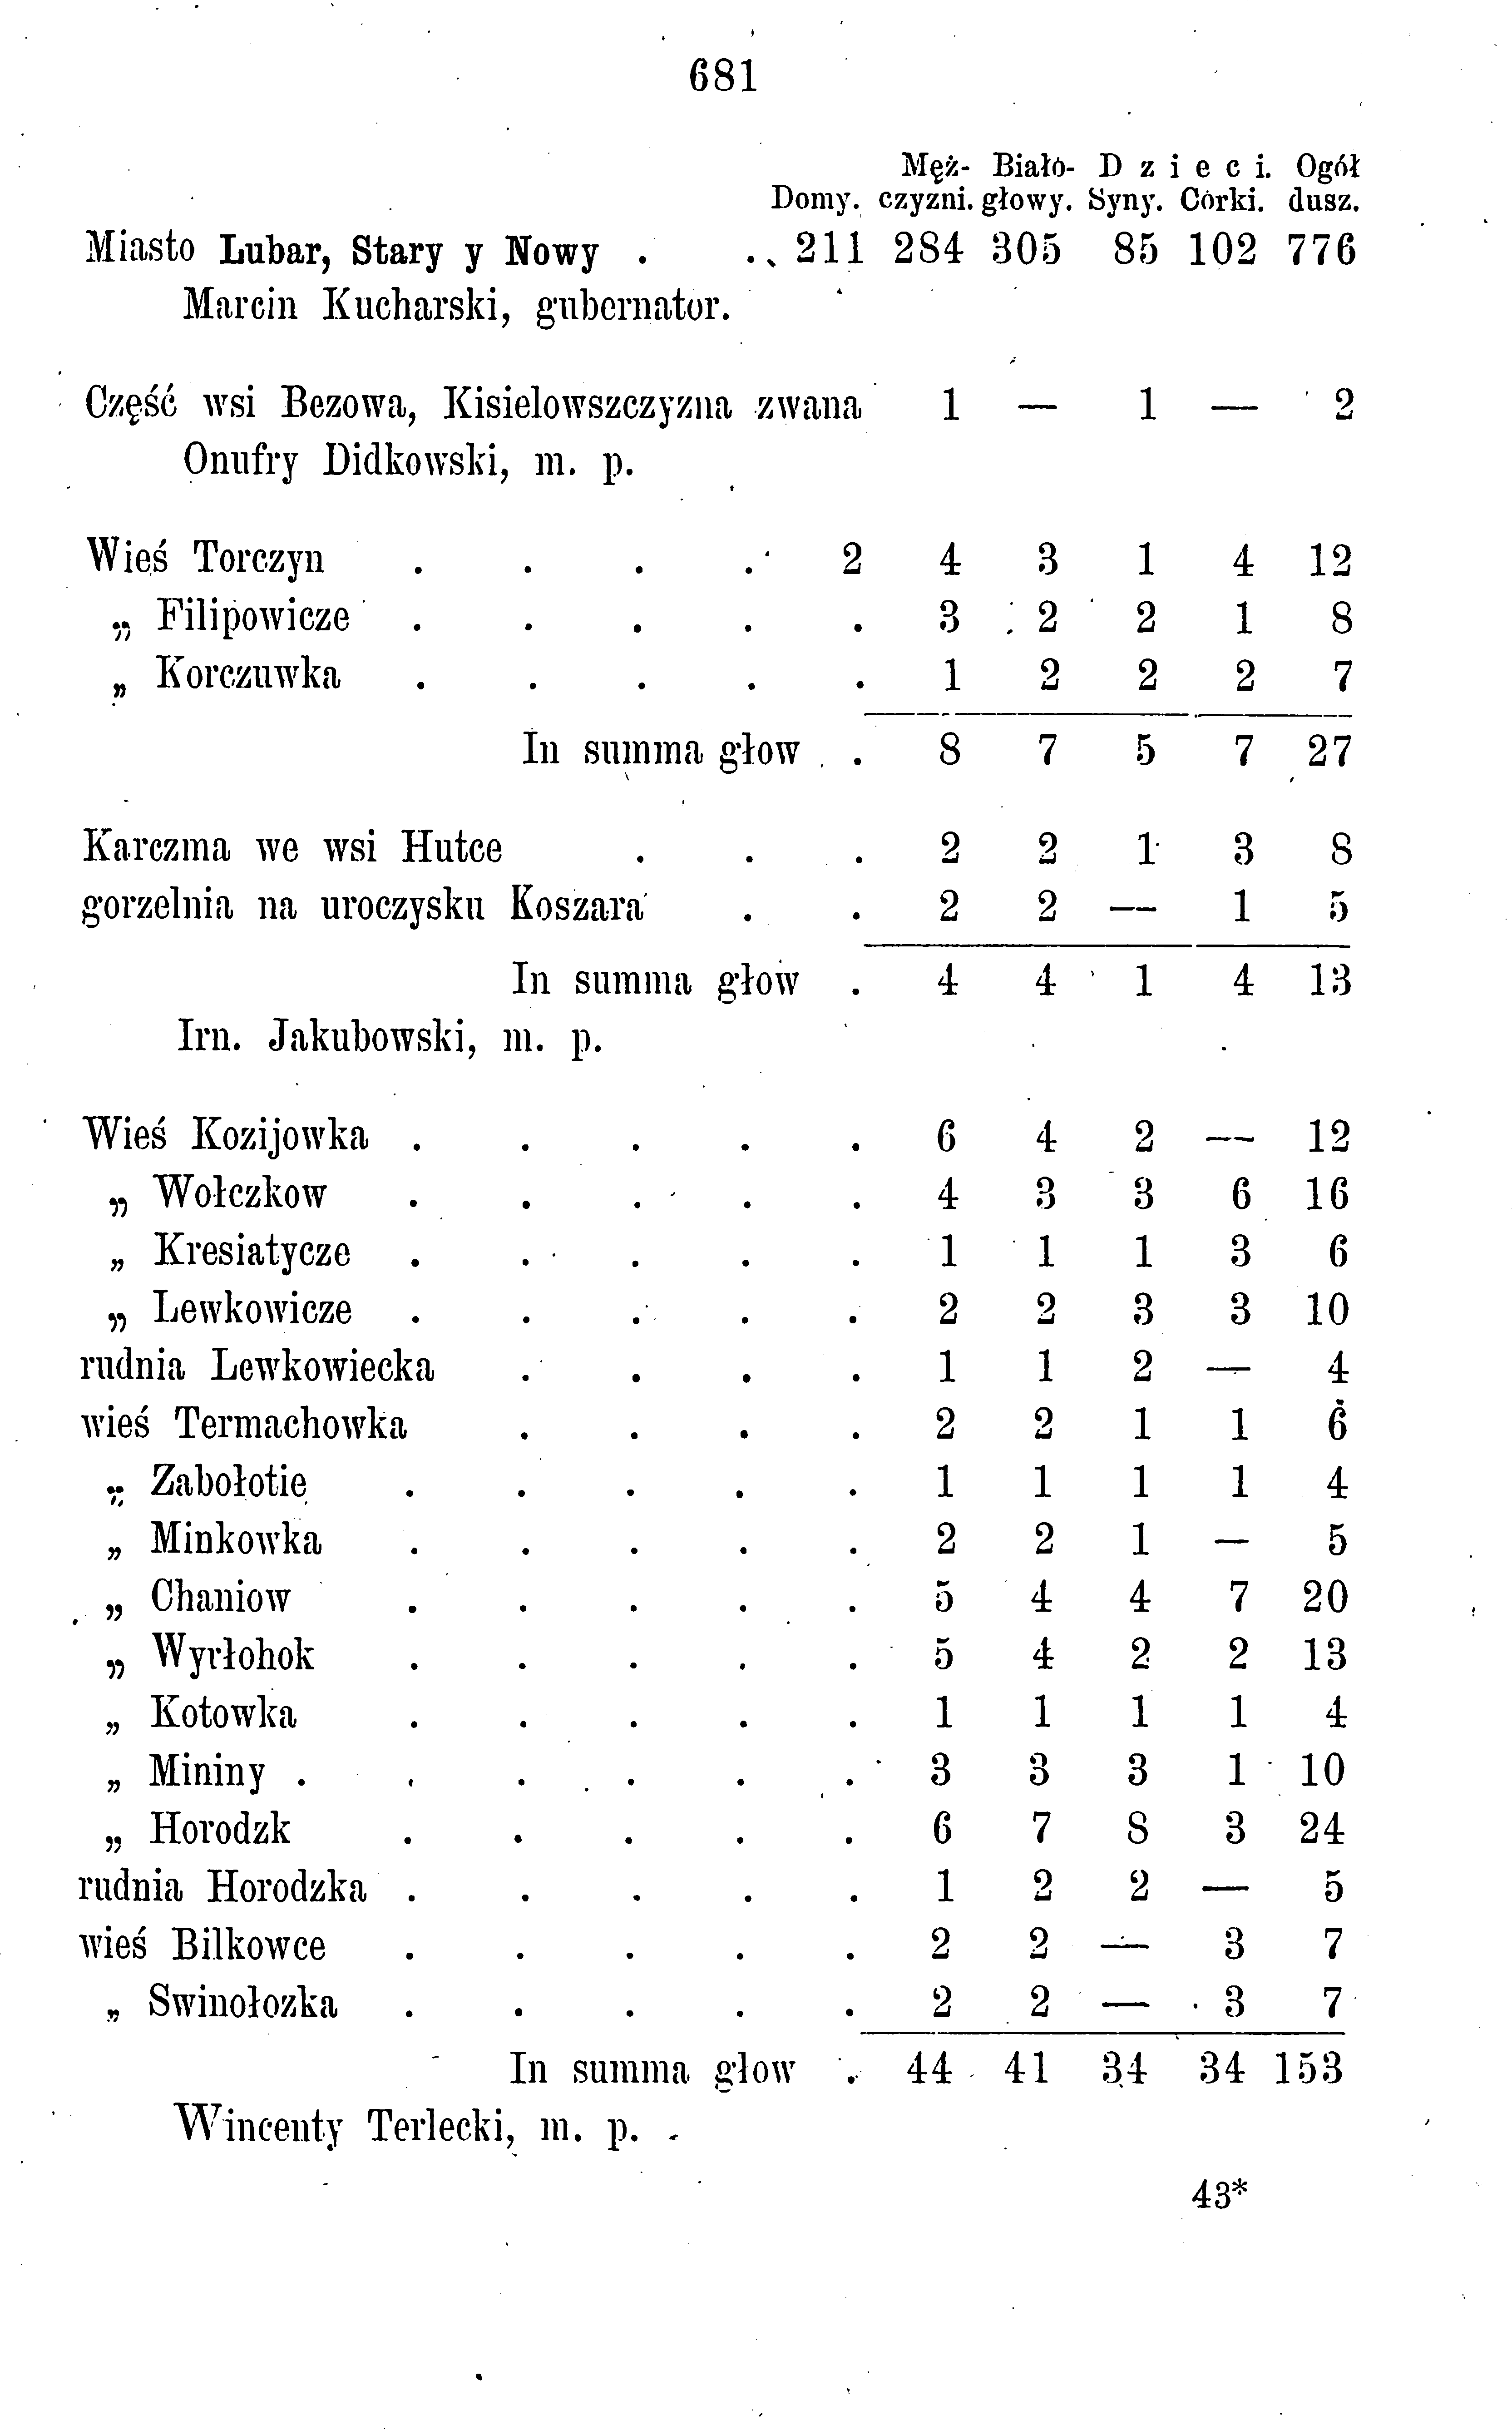 681
Męż- Biało- D z i e c i. Ogół
Domy. czyzni. głowy. Syny. Córki. dusz.
Miasto Lubar, Stary y Nowy . . 211 284 305 85 102 776
Marcin Kucharski, gubernator.
Część wsi Bezowa, Kisielowszczyzna zwana 1 — 1 — 2
Onufry Didkowski, m. p.
Wieś Torczyn . . . . 2 4 3 1 4 12
„ Filipowicze . . . . . 3 2 2 1 8
„ Korczuwka . . . . . 1 2 2 2 7
In summa głow . 8 7 5 7 27
Karczma we wsi Hutce . . . 2 2 1 3 8
gorzelnia na uroczysku Koszara . . 2 2 — 1 5
In summa głow . 4 4 1 4 13
Irn. Jakubowski, m. p.
Wieś Kozijowka . . . . . 6 4 2 — 12
„ Wołczkow . . . . . 4 3 3 6 16
„ Kresiatycze . . . . . 1 1 1 3 6
„ Lewkowicze . . . . . 2 2 3 3 10
rudnia Lewkowiecka . . . . 1 1 2 — 4
wieś Termachowka . . . . 2 2 1 1 6
„ Zabołotie . . . . . 1 1 1 1 4
„ Minkowka . . . . . 2 2 1 — 5
„ Chaniow . . . . . 5 4 4 7 20
„ Wyrłohok . . . . . 5 4 2 2 13
„ Kotowka . . . . . 1 1 1 1 4
„ Mininy . . . . . . 3 3 3 1 10
„ Horodzk . . . . . 6 7 8 3 24
rudnia Horodzka . . . . . 1 2 2 — 5
wieś Bilkowce . . . . . 2 2 — 3 7
„ Swinołozka . . . . . 2 2 — 3 7
In summa głow . 44 41 34 34 153
Wincenty Terlecki, m. p.
43*